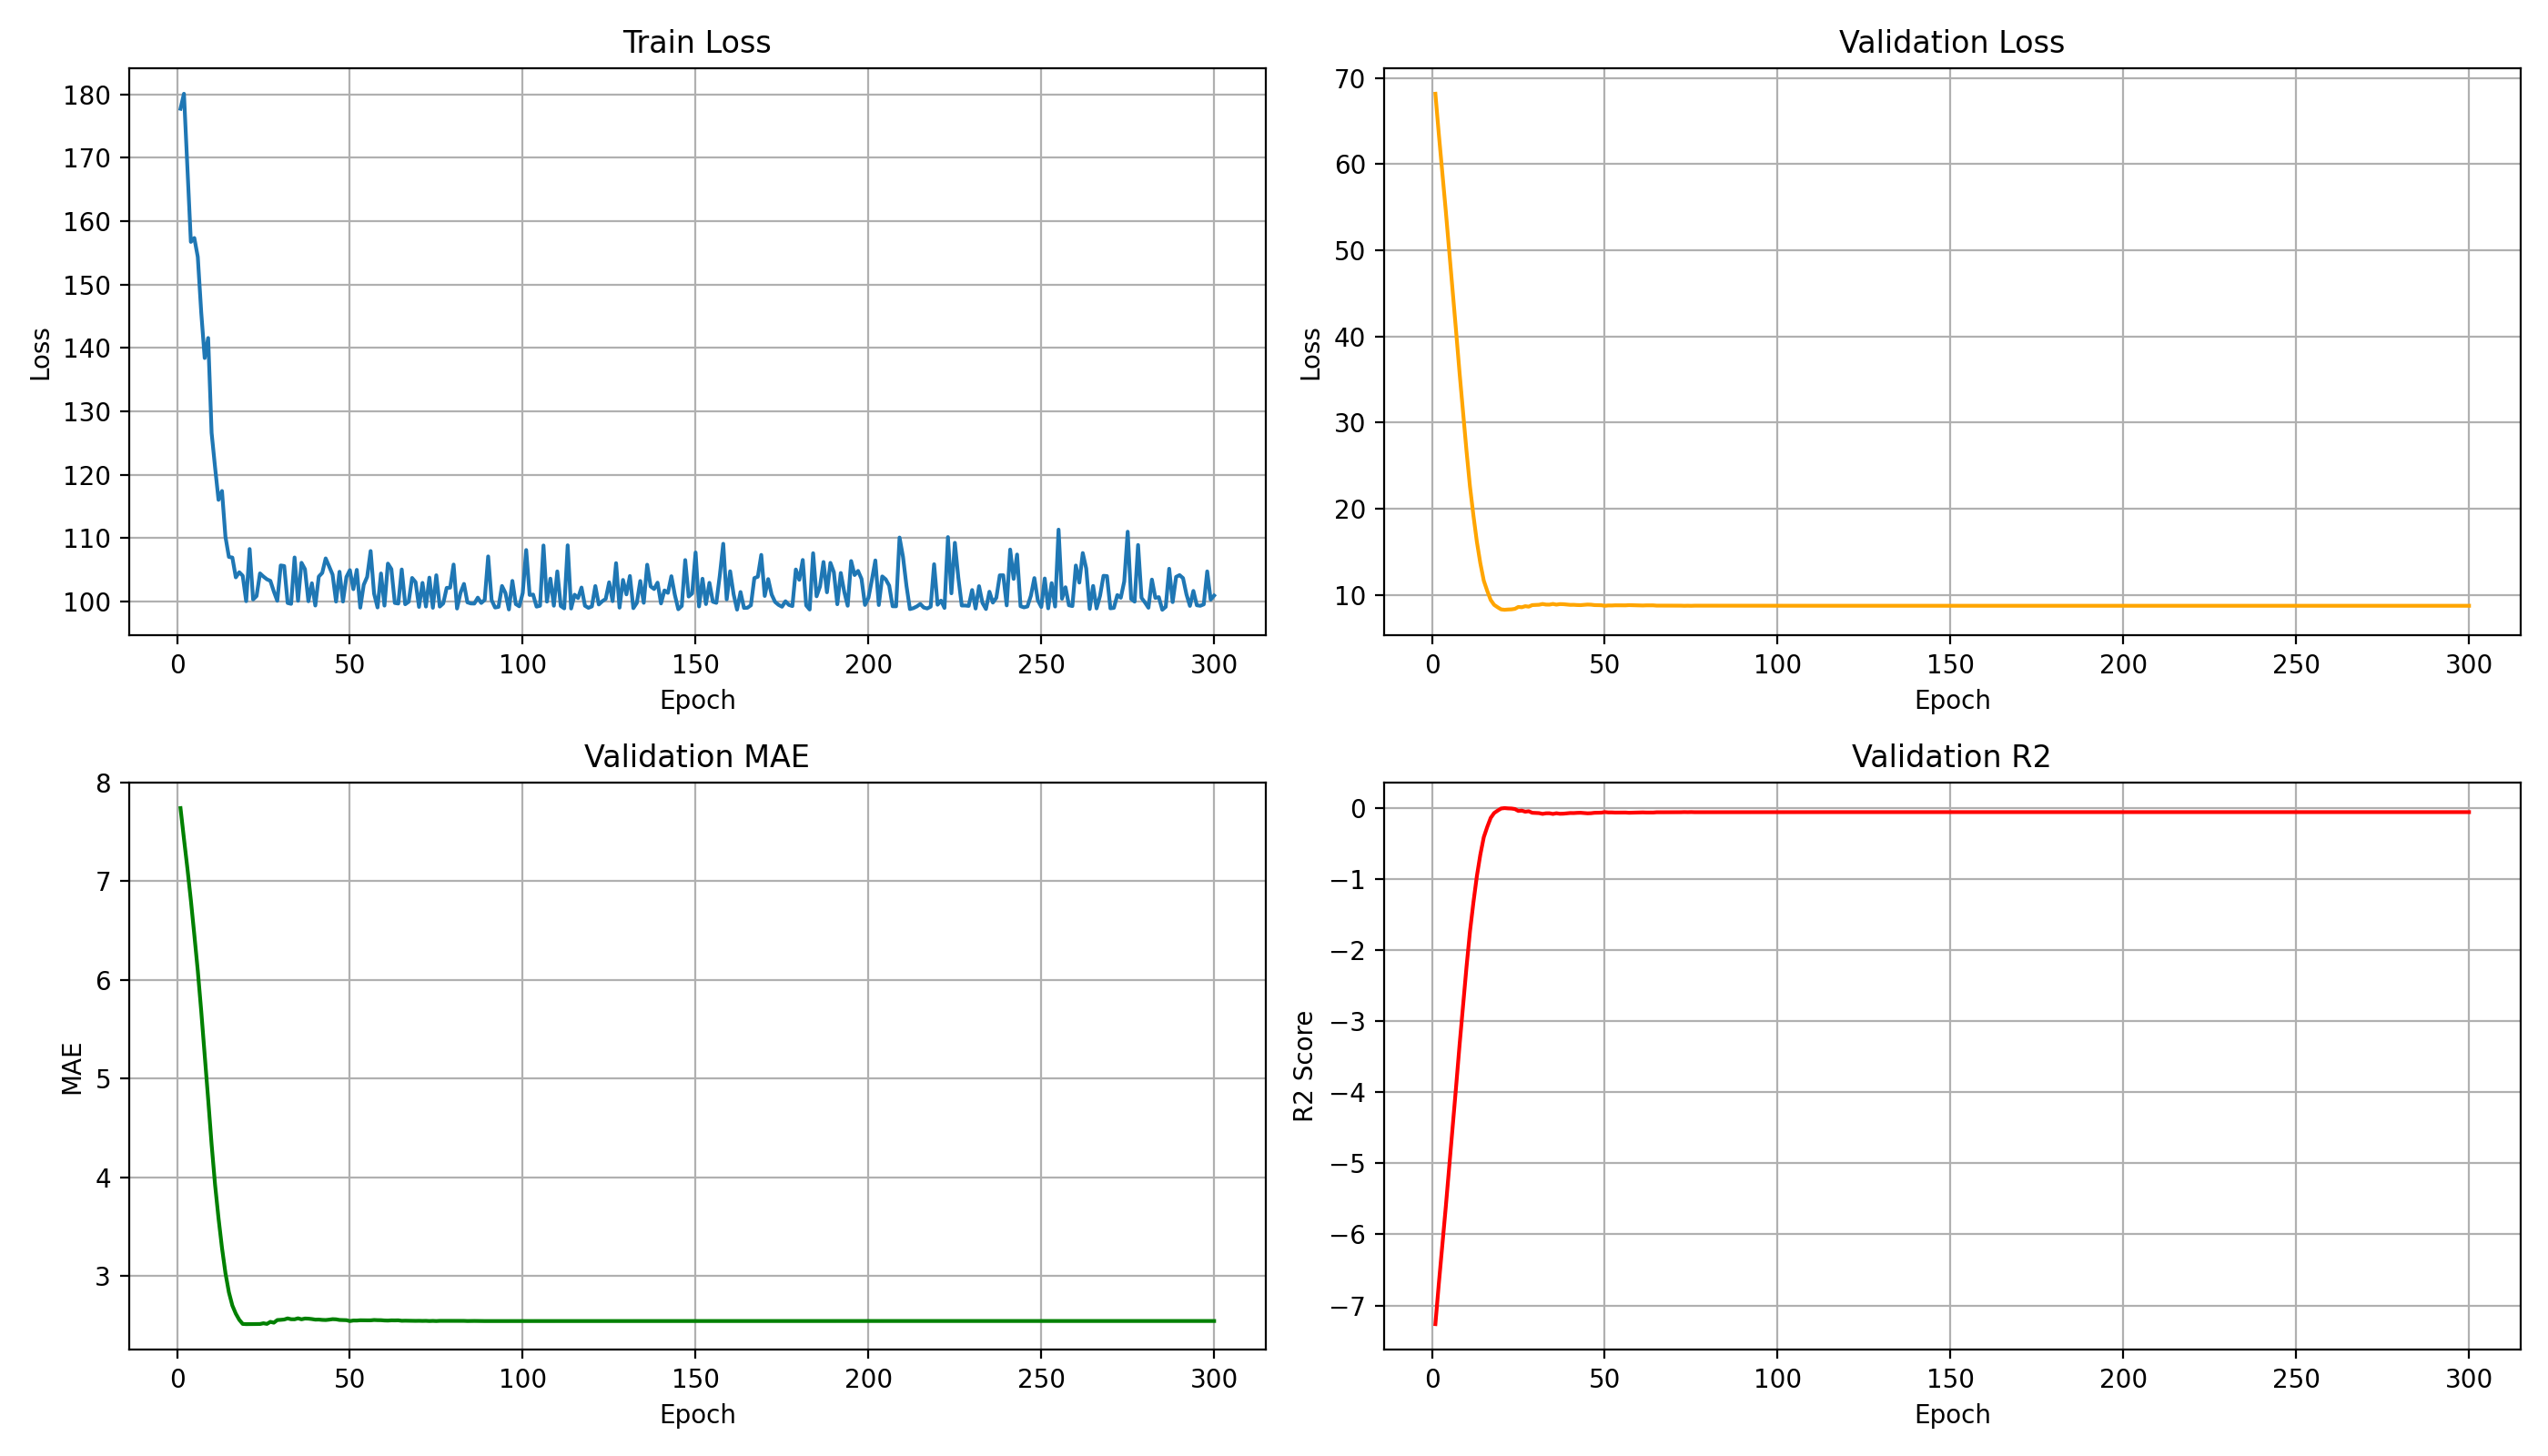 Train Loss
180
170
160
150
140
130
120
110
100
Loss
0 50 100 150 200 250 300
Epoch
Validation Loss
70
60
50
40
30
20
10
Loss
0 50 100 150 200 250 300
Epoch
Validation MAE
8
7
6
5
4
3
MAE
0 50 100 150 200 250 300
Epoch
Validation R2
0
−1
−2
−3
−4
−5
−6
−7
R2 Score
0 50 100 150 200 250 300
Epoch